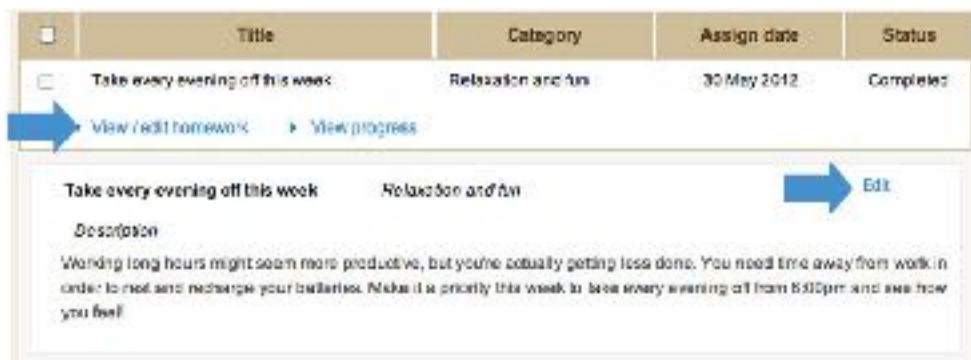 Title Category Assign date Status
Take every evening off this week Relaxation and fun 30 May 2012 Completed
View / edit homework View progress
Take every evening off this week Relaxation and fun Edit
Description
Working long hours might seem more productive, but you're actually getting less done. You need time away from work in
order to rest and recharge your batteries. Make it a priority this week to take every evening off from 6:00pm and see how
you feel!